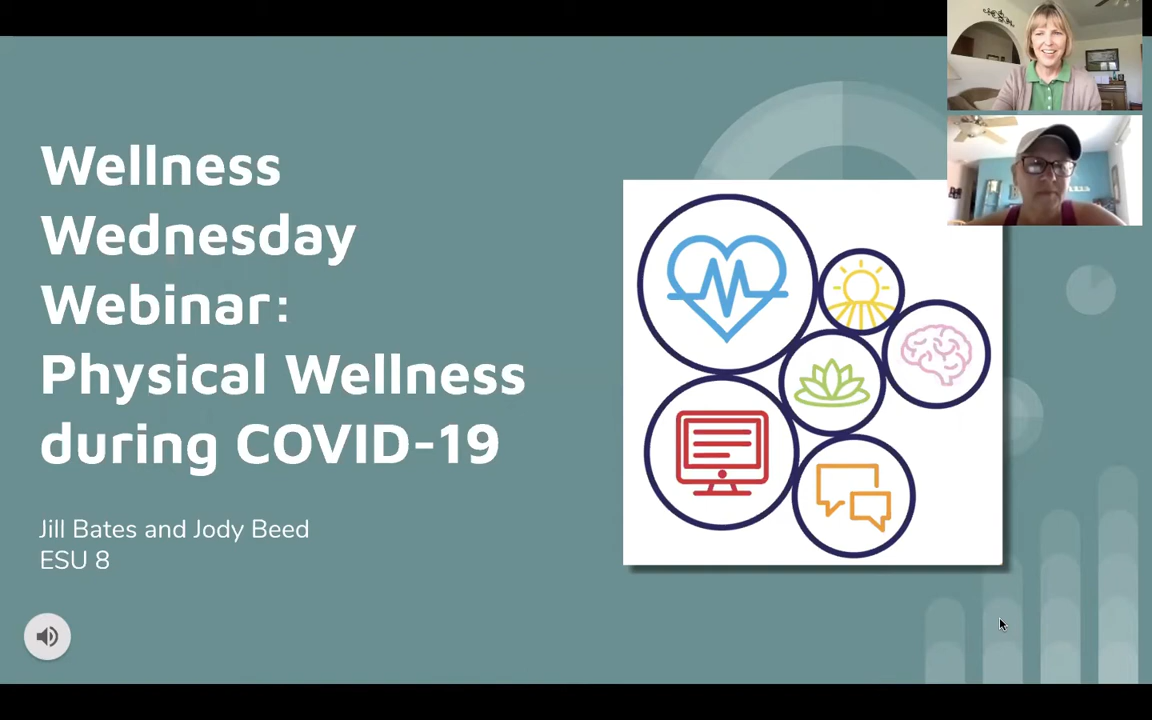 Wellness
Wednesday
Webinar:
Physical Wellness
during COVID-19
Jill Bates and Jody Beed
ESU 8